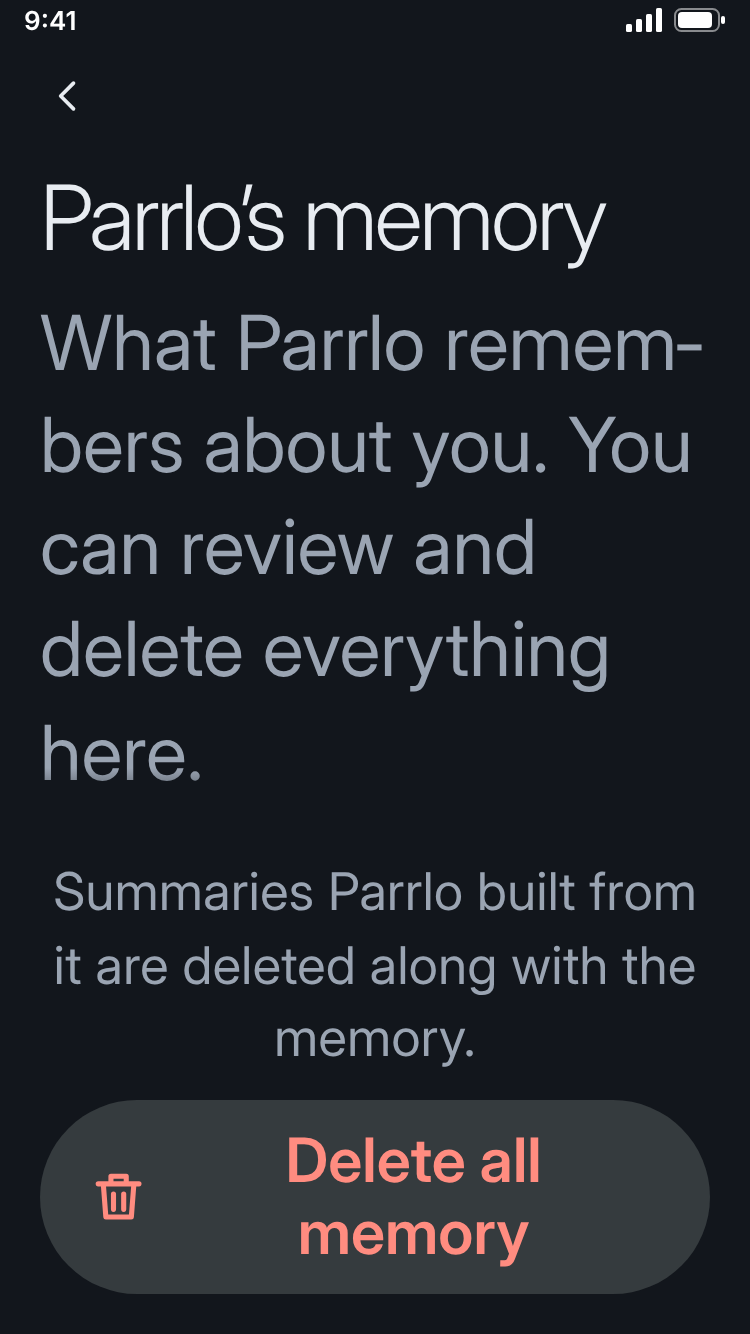 9:41
Parrlo’s memory
What Parrlo remem-
bers about you. You
can review and
delete everything
here.
Summaries Parrlo built from
it are deleted along with the
memory.
Delete all
memory